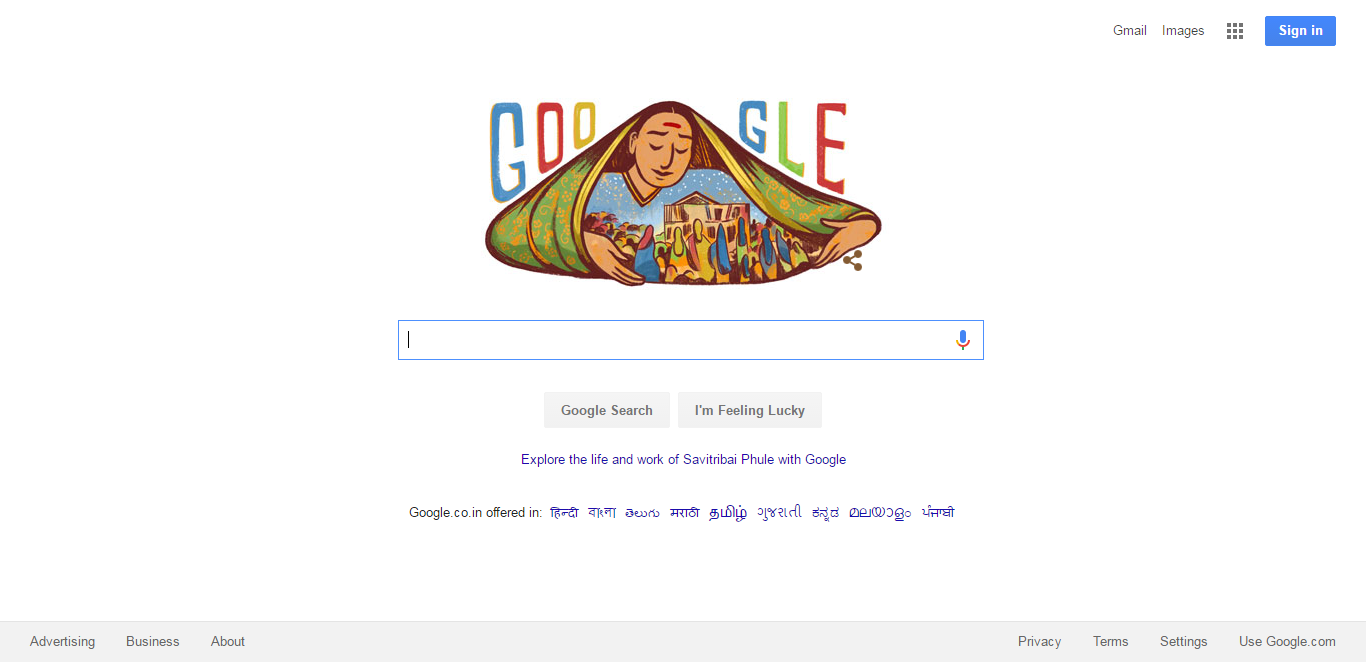 Gmail Images Sign in
GOOGLE
Google Search I'm Feeling Lucky
Explore the life and work of Savitribai Phule with Google
Google.co.in offered in: हिन्दी বাংলা తెలుగు मराठी தமிழ் ગુજરાતી ಕನ್ನಡ മലയാളം ਪੰਜਾਬੀ
Advertising Business About Privacy Terms Settings Use Google.com